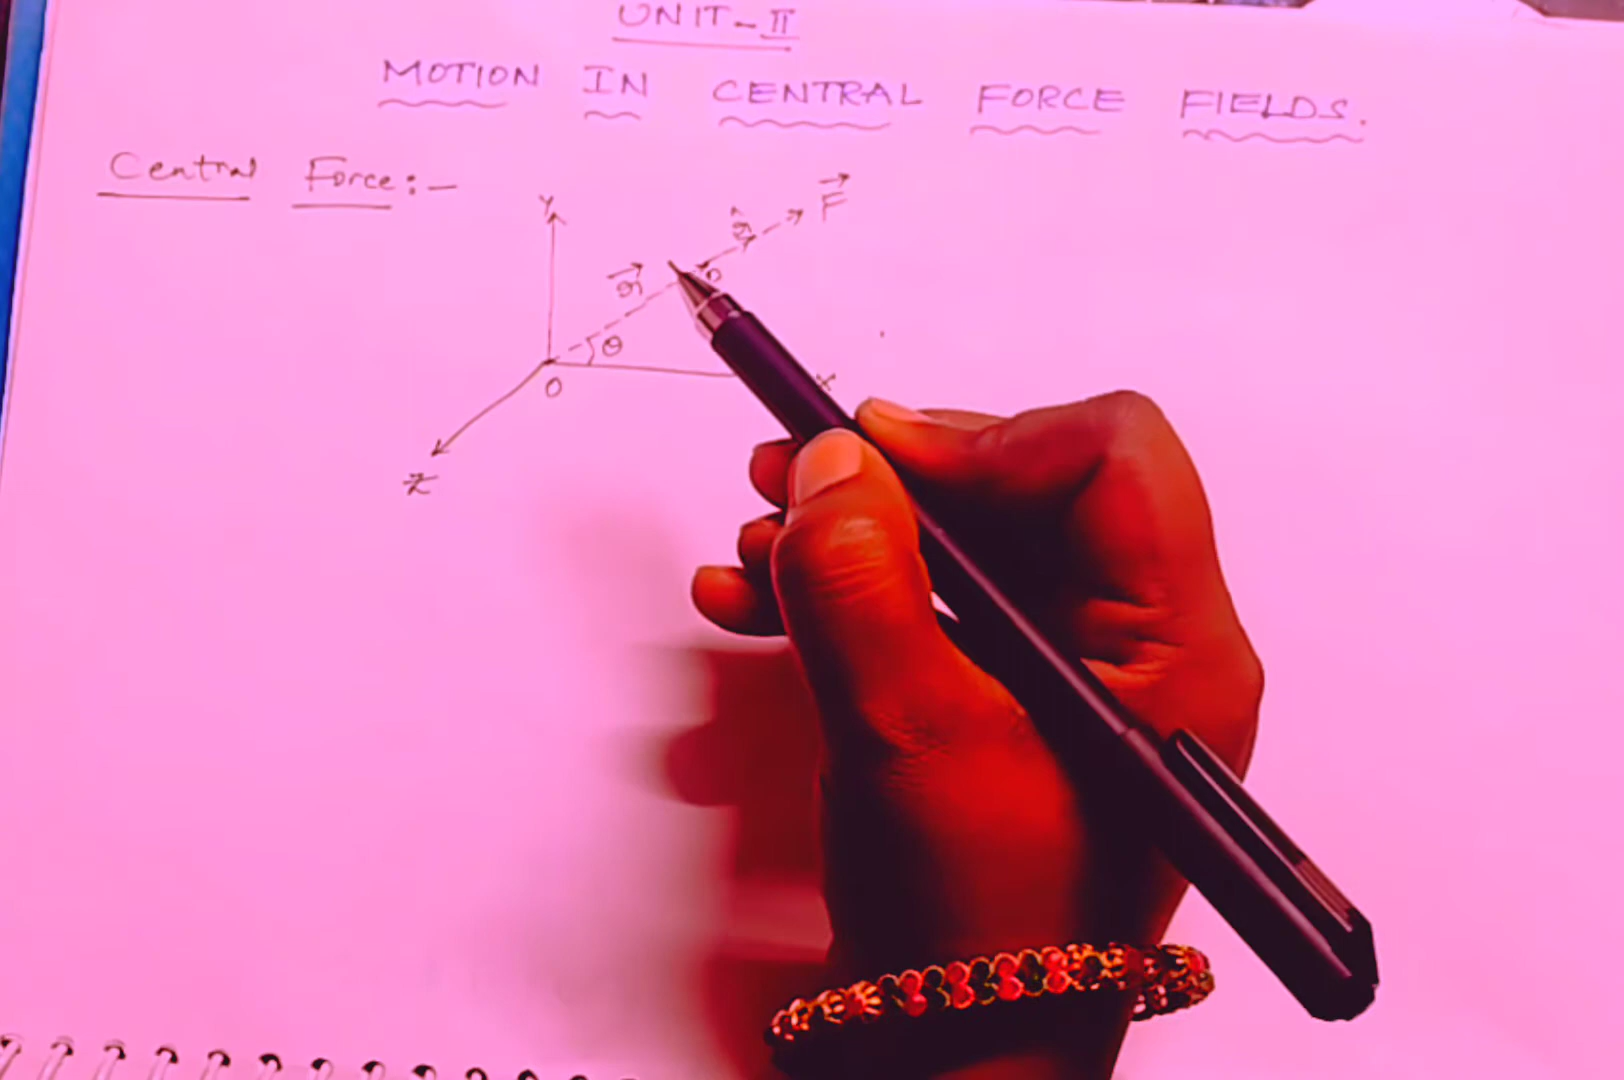 UNIT-II
MOTION IN CENTRAL FORCE FIELDS.
Central Force:-
Y
F⃗
r̂
r⃗
P
θ
O
X
Z